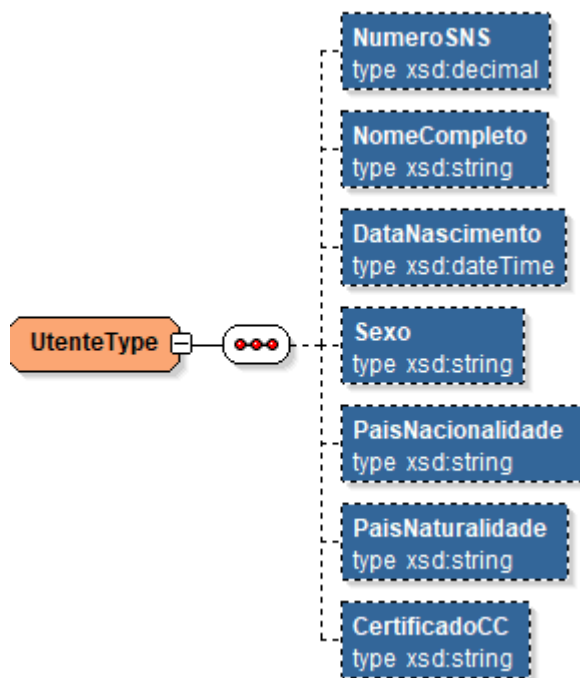 NumeroSNS
type xsd:decimal
NomeCompleto
type xsd:string
DataNascimento
type xsd:dateTime
UtenteType
Sexo
type xsd:string
PaisNacionalidade
type xsd:string
PaisNaturalidade
type xsd:string
CertificadoCC
type xsd:string